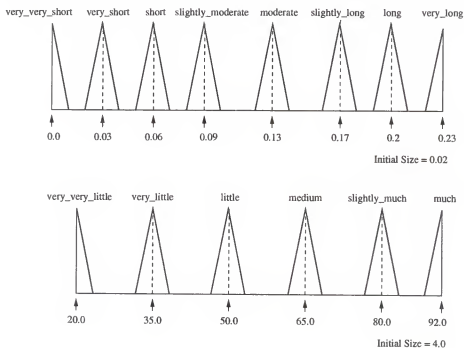 very_very_short very_short short slightly_moderate moderate slightly_long long very_long
0.0 0.03 0.06 0.09 0.13 0.17 0.2 0.23
Initial Size = 0.02
very_very_little very_little little medium slightly_much much
20.0 35.0 50.0 65.0 80.0 92.0
Initial Size = 4.0